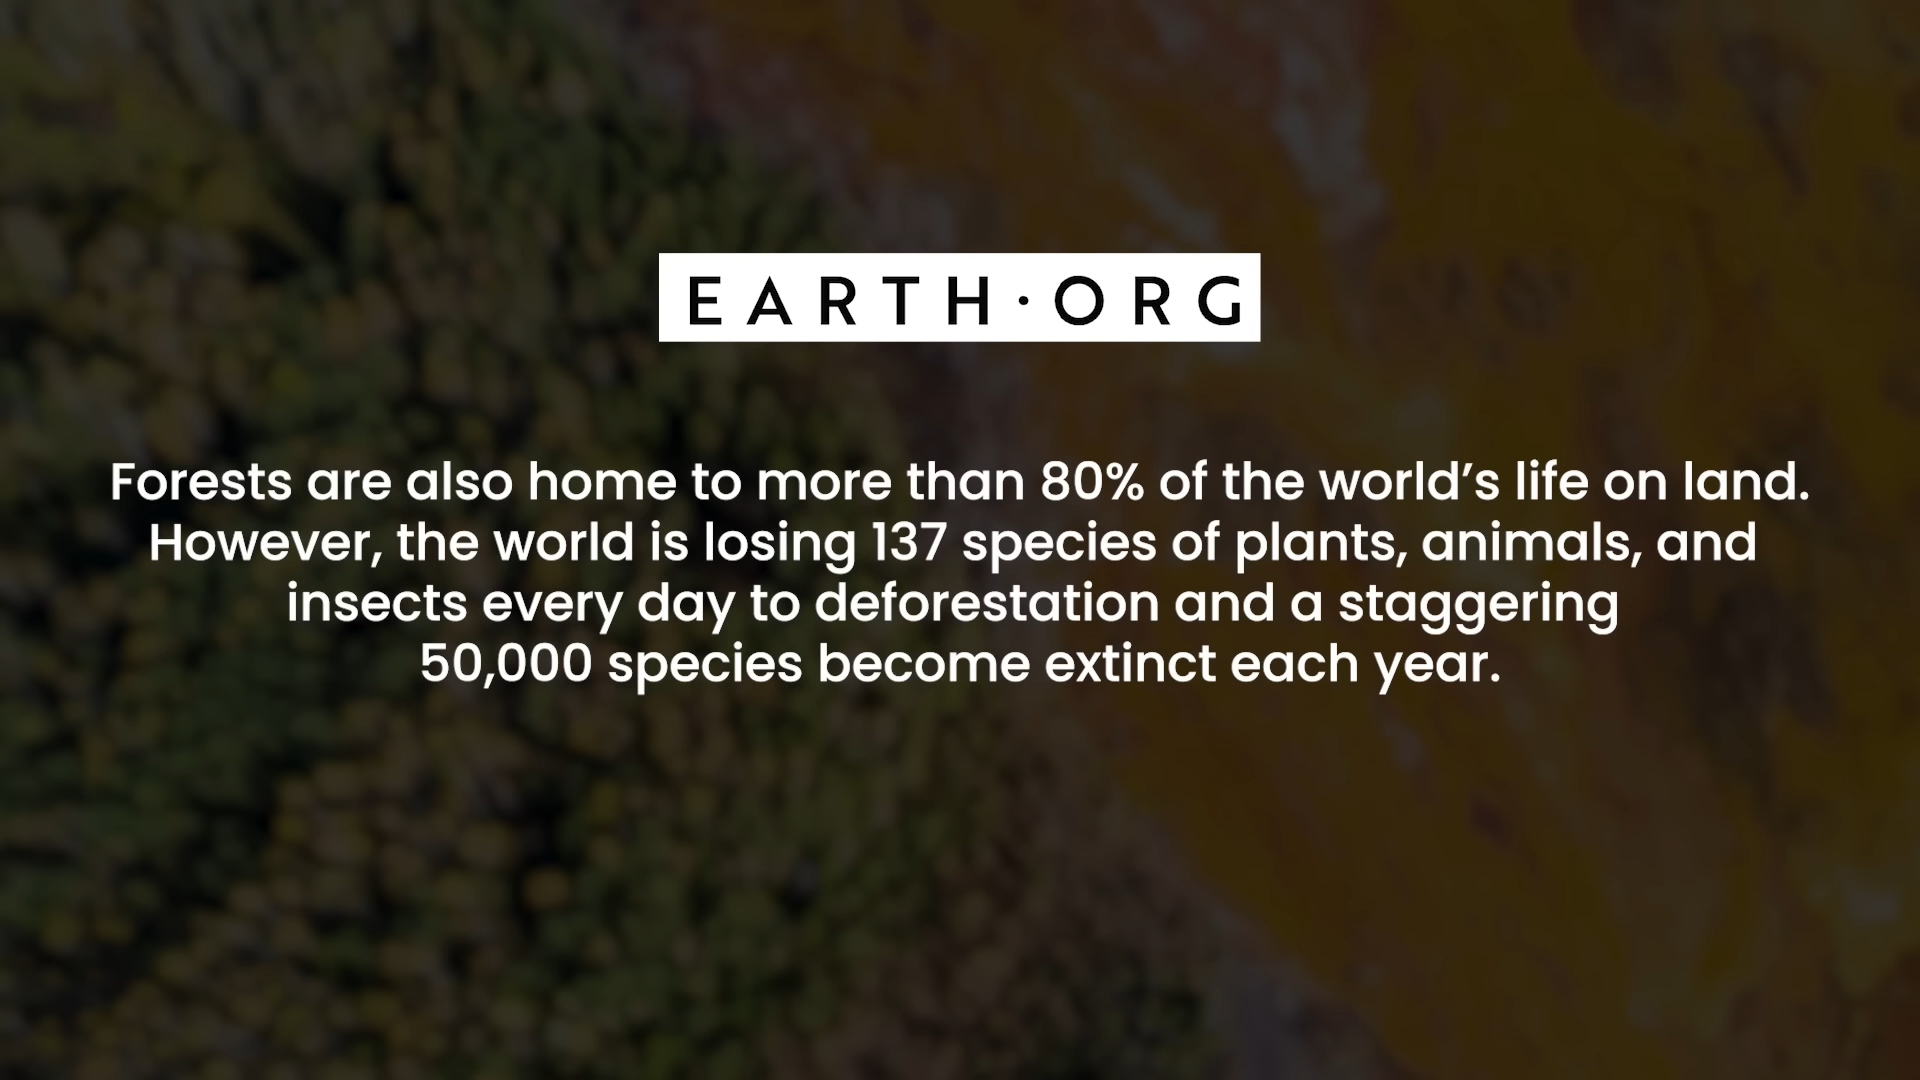 EARTH·ORG
Forests are also home to more than 80% of the world’s life on land.
However, the world is losing 137 species of plants, animals, and
insects every day to deforestation and a staggering
50,000 species become extinct each year.